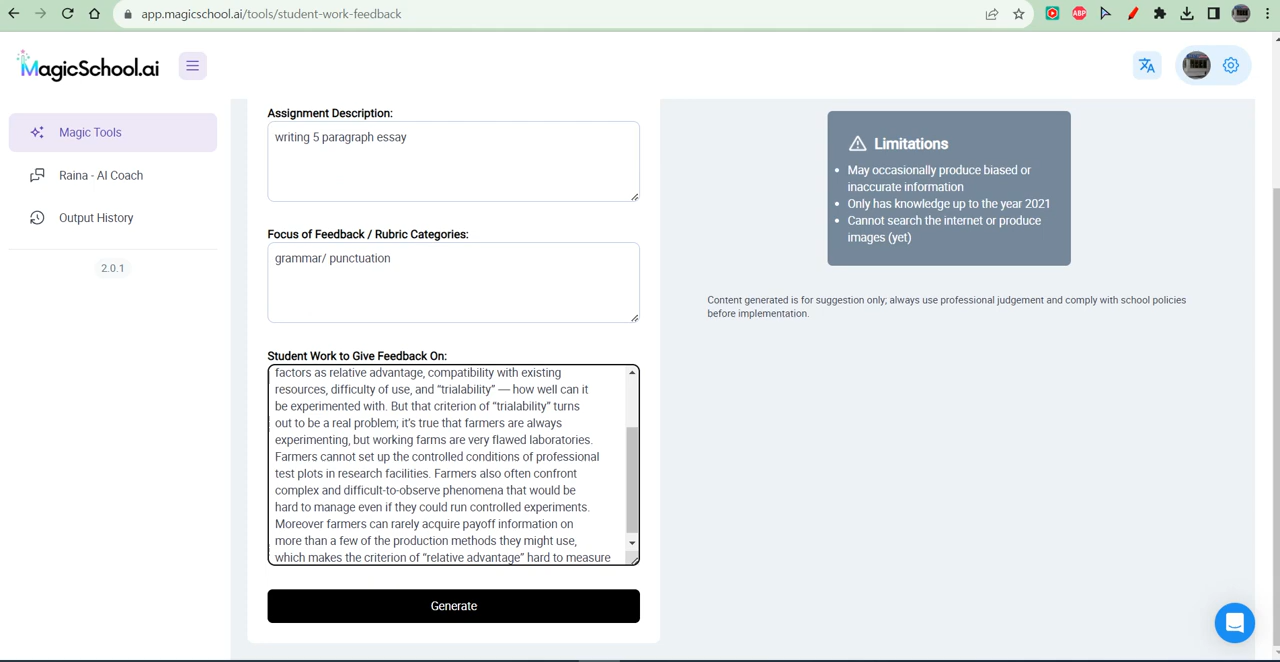 app.magicschool.ai/tools/student-work-feedback
ABP
MagicSchool.ai
Magic Tools
Raina - AI Coach
Output History
2.0.1
Assignment Description:
writing 5 paragraph essay
Focus of Feedback / Rubric Categories:
grammar/ punctuation
Student Work to Give Feedback On:
factors as relative advantage, compatibility with existing
resources, difficulty of use, and “trialability” — how well can it
be experimented with. But that criterion of “trialability” turns
out to be a real problem; it’s true that farmers are always
experimenting, but working farms are very flawed laboratories.
Farmers cannot set up the controlled conditions of professional
test plots in research facilities. Farmers also often confront
complex and difficult-to-observe phenomena that would be
hard to manage even if they could run controlled experiments.
Moreover farmers can rarely acquire payoff information on
more than a few of the production methods they might use,
which makes the criterion of “relative advantage” hard to measure
Generate
Limitations
• May occasionally produce biased or
inaccurate information
• Only has knowledge up to the year 2021
• Cannot search the internet or produce
images (yet)
Content generated is for suggestion only; always use professional judgement and comply with school policies
before implementation.